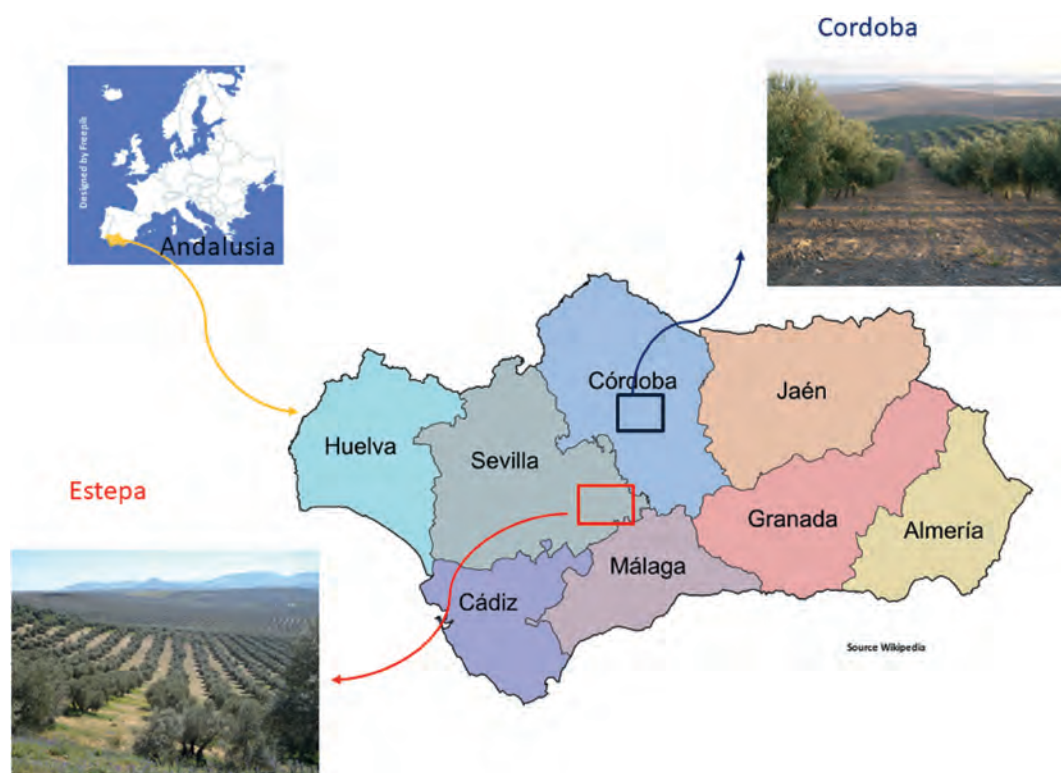 Cordoba
Designed by Freepik
Andalusia
Córdoba
Jaén
Huelva
Sevilla
Estepa
Granada
Almería
Málaga
Cádiz
Source Wikipedia